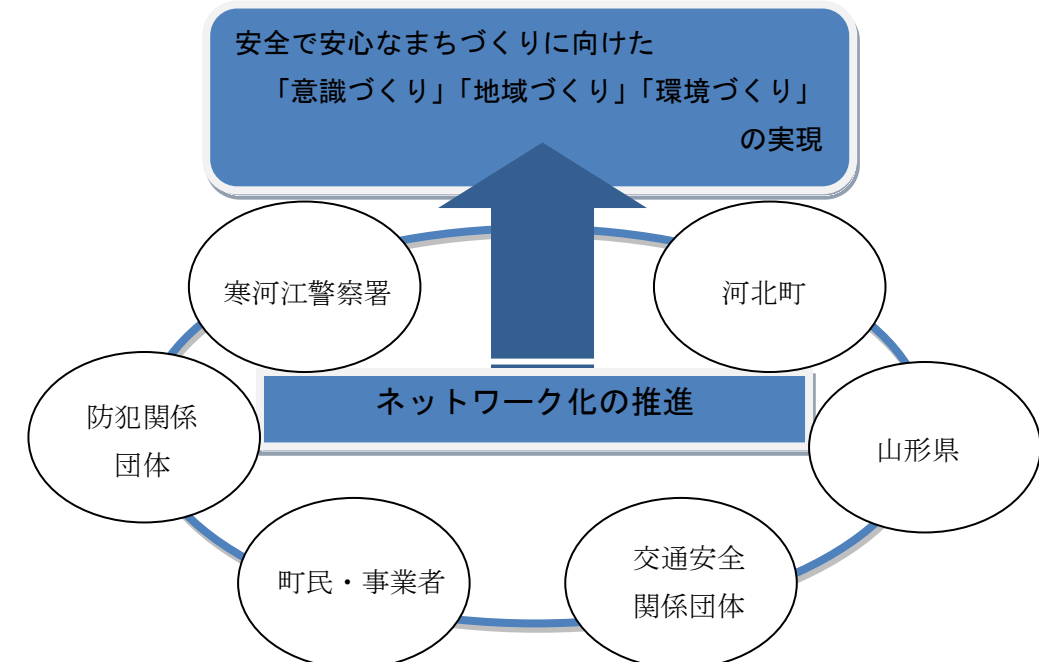 安全で安心なまちづくりに向けた
「意識づくり」「地域づくり」「環境づくり」
の実現
寒河江警察署
河北町
ネットワーク化の推進
防犯関係
団体
山形県
町民・事業者
交通安全
関係団体